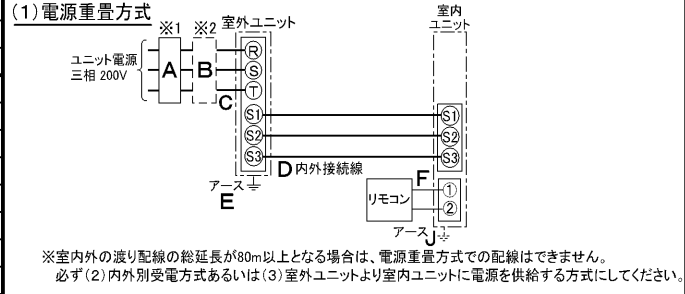 (1)電源重畳方式
※1 ※2 室外ユニット
室内
ユニット
ユニット電源
三相 200V
A B C
R
S
T
S1
S2
S3
S1
S2
S3
D 内外接続線
アース
E
リモコン
F
①
②
アース J
※室内外の渡り配線の総延長が80m以上となる場合は、電源重畳方式での配線はできません。
必ず(2)内外別受電方式あるいは(3)室外ユニットより室内ユニットに電源を供給する方式にしてください。